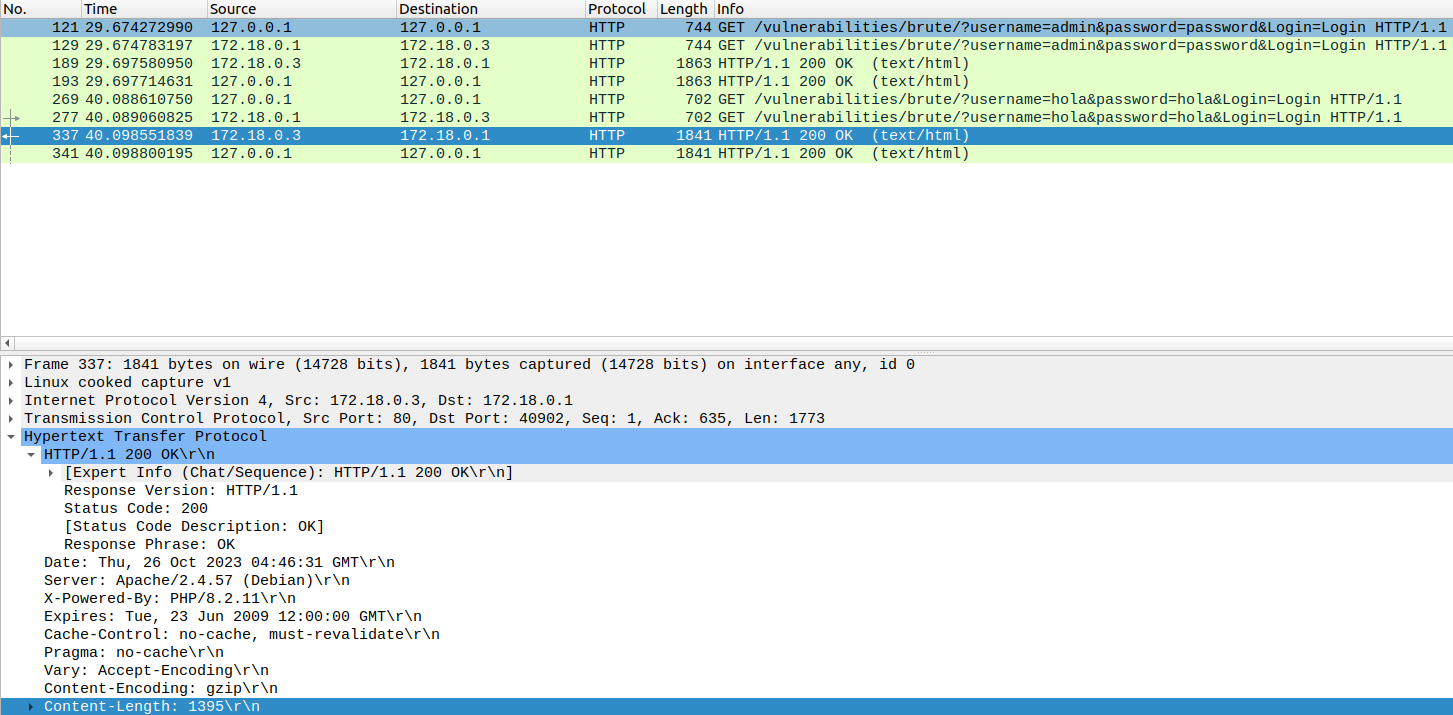 No. Time Source Destination Protocol Length Info
121 29.674272990 127.0.0.1 127.0.0.1 HTTP 744 GET /vulnerabilities/brute/?username=admin&password=password&Login=Login HTTP/1.1
129 29.674783197 172.18.0.1 172.18.0.3 HTTP 744 GET /vulnerabilities/brute/?username=admin&password=password&Login=Login HTTP/1.1
189 29.697580950 172.18.0.3 172.18.0.1 HTTP 1863 HTTP/1.1 200 OK (text/html)
193 29.697714631 127.0.0.1 127.0.0.1 HTTP 1863 HTTP/1.1 200 OK (text/html)
269 40.088610750 127.0.0.1 127.0.0.1 HTTP 702 GET /vulnerabilities/brute/?username=hola&password=hola&Login=Login HTTP/1.1
277 40.089060825 172.18.0.1 172.18.0.3 HTTP 702 GET /vulnerabilities/brute/?username=hola&password=hola&Login=Login HTTP/1.1
337 40.098551839 172.18.0.3 172.18.0.1 HTTP 1841 HTTP/1.1 200 OK (text/html)
341 40.098800195 127.0.0.1 127.0.0.1 HTTP 1841 HTTP/1.1 200 OK (text/html)
Frame 337: 1841 bytes on wire (14728 bits), 1841 bytes captured (14728 bits) on interface any, id 0
Linux cooked capture v1
Internet Protocol Version 4, Src: 172.18.0.3, Dst: 172.18.0.1
Transmission Control Protocol, Src Port: 80, Dst Port: 40902, Seq: 1, Ack: 635, Len: 1773
Hypertext Transfer Protocol
HTTP/1.1 200 OK\r\n
[Expert Info (Chat/Sequence): HTTP/1.1 200 OK\r\n]
Response Version: HTTP/1.1
Status Code: 200
[Status Code Description: OK]
Response Phrase: OK
Date: Thu, 26 Oct 2023 04:46:31 GMT\r\n
Server: Apache/2.4.57 (Debian)\r\n
X-Powered-By: PHP/8.2.11\r\n
Expires: Tue, 23 Jun 2009 12:00:00 GMT\r\n
Cache-Control: no-cache, must-revalidate\r\n
Pragma: no-cache\r\n
Vary: Accept-Encoding\r\n
Content-Encoding: gzip\r\n
Content-Length: 1395\r\n